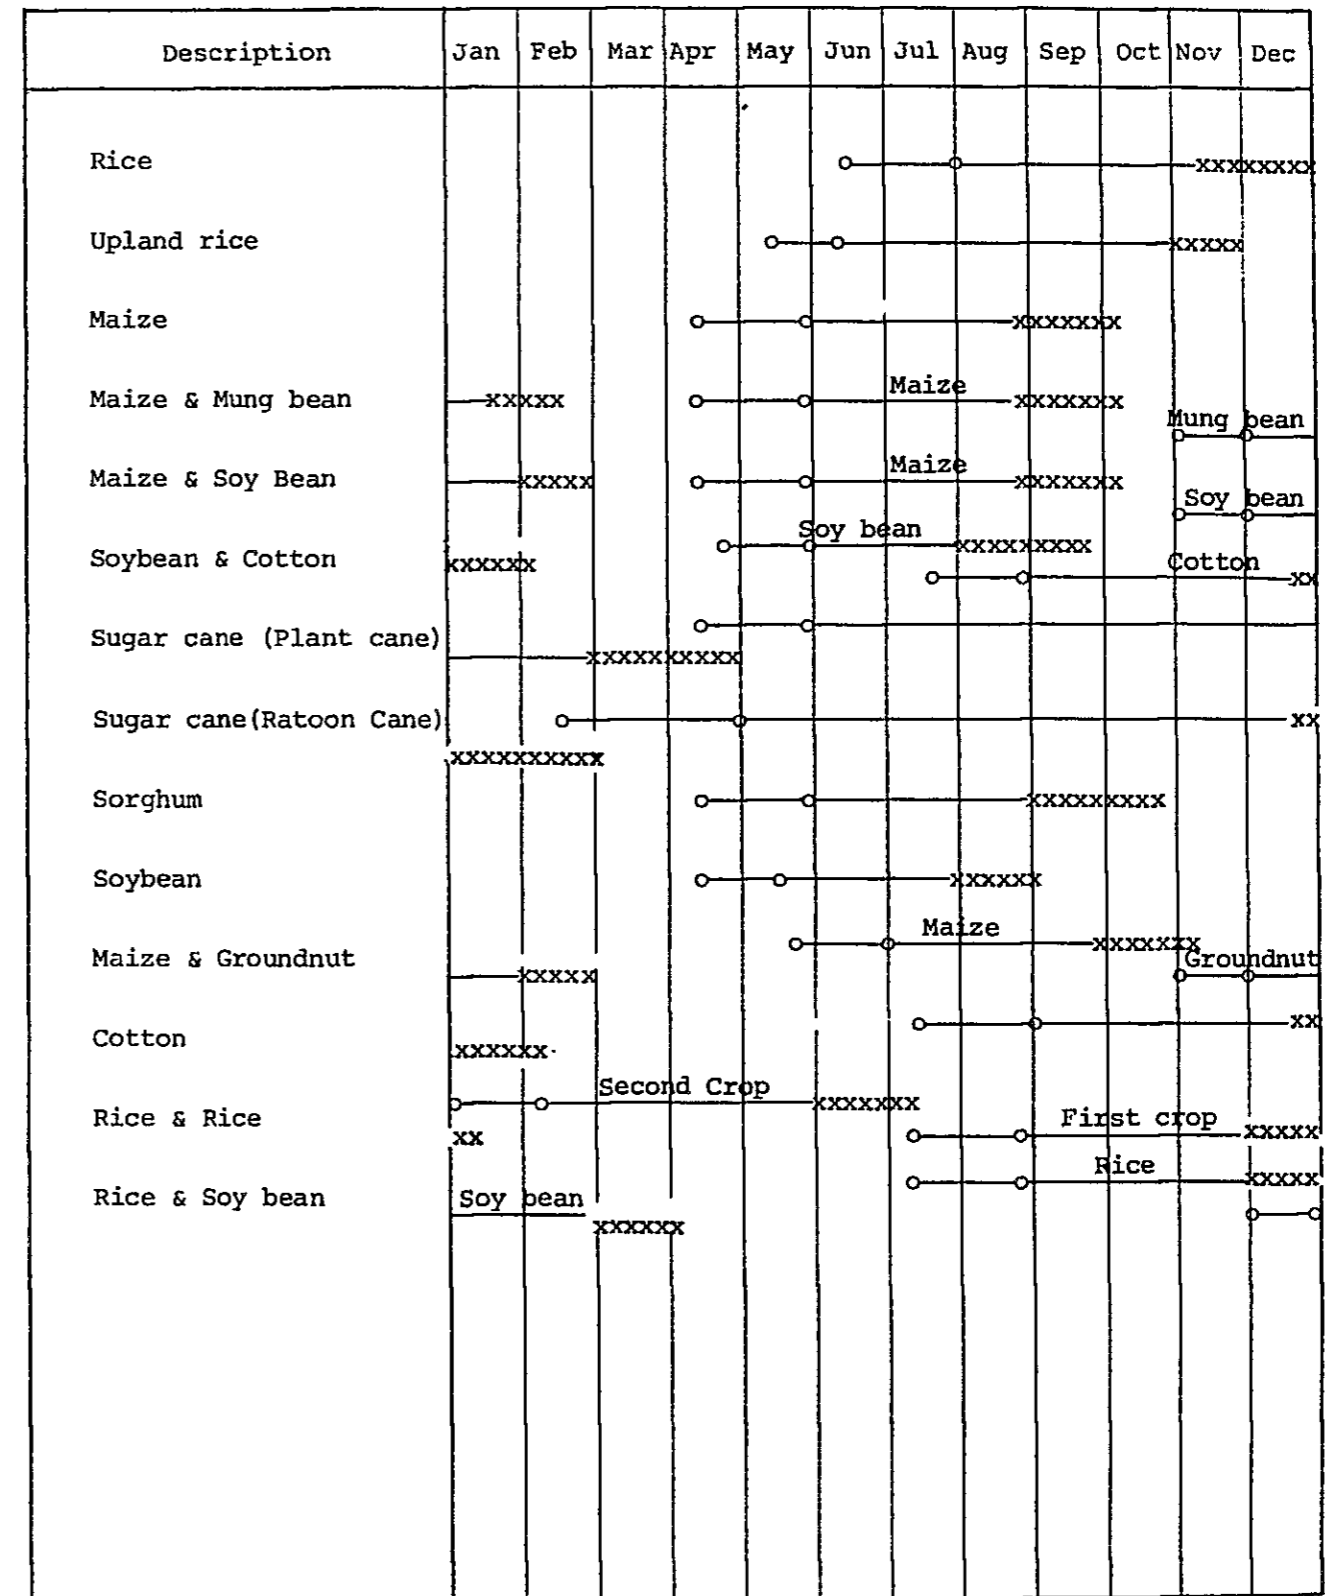 Description Jan Feb Mar Apr May Jun Jul Aug Sep Oct Nov Dec
Rice xxxxxxxxx
Upland rice xxxxx
Maize xxxxxxx
Maize
Maize & Mung bean xxxxx xxxxxxx
Mung bean
Maize
Maize & Soy Bean xxxxx xxxxxxx
Soy bean
Soy bean
xxxxxxxxx
Soybean & Cotton xxxxxx Cotton
xx
Sugar cane (Plant cane)
xxxxxxxxxx
Sugar cane(Ratoon Cane) xx
xxxxxxxxxx
Sorghum xxxxxxxxx
Soybean xxxxxx
Maize
xxxxxxx
Maize & Groundnut Groundnut
xxxxx
xx
Cotton
xxxxxx.
Second Crop
xxxxxxx
Rice & Rice First crop
xx xxxxx
Rice
xxxxx
Rice & Soy bean Soy bean
xxxxxx